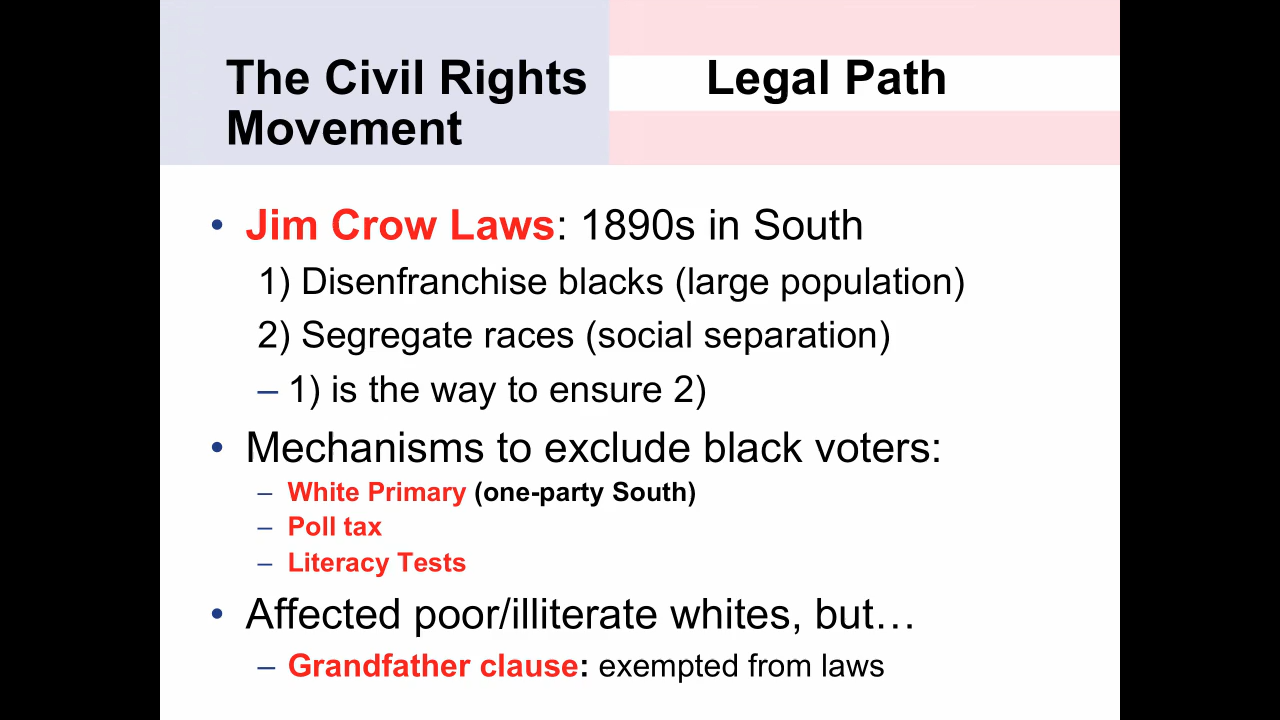 The Civil Rights
Movement
Legal Path
• Jim Crow Laws: 1890s in South
1) Disenfranchise blacks (large population)
2) Segregate races (social separation)
– 1) is the way to ensure 2)
• Mechanisms to exclude black voters:
– White Primary (one-party South)
– Poll tax
– Literacy Tests
• Affected poor/illiterate whites, but…
– Grandfather clause: exempted from laws